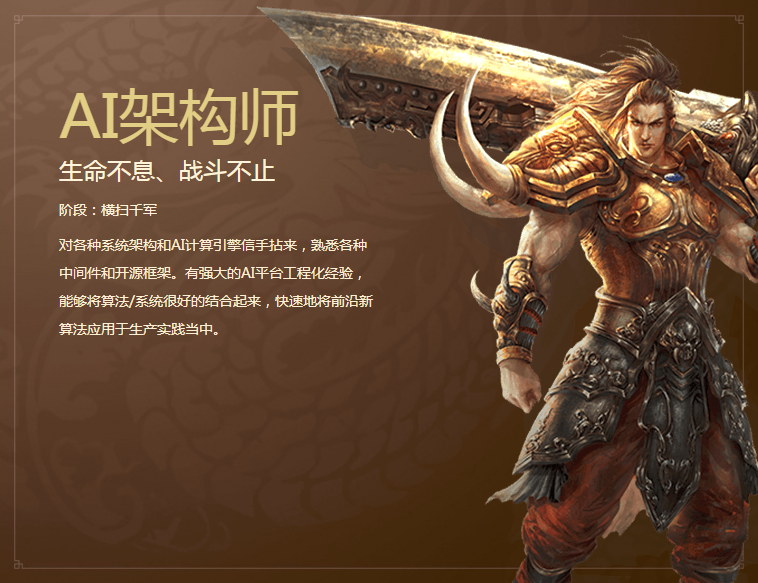 AI架构师
生命不息、战斗不止
阶段：横扫千军
对各种系统架构和AI计算引擎信手拈来，熟悉各种
中间件和开源框架。有强大的AI平台工程化经验，
能够将算法/系统很好的结合起来，快速地将前沿新
算法应用于生产实践当中。